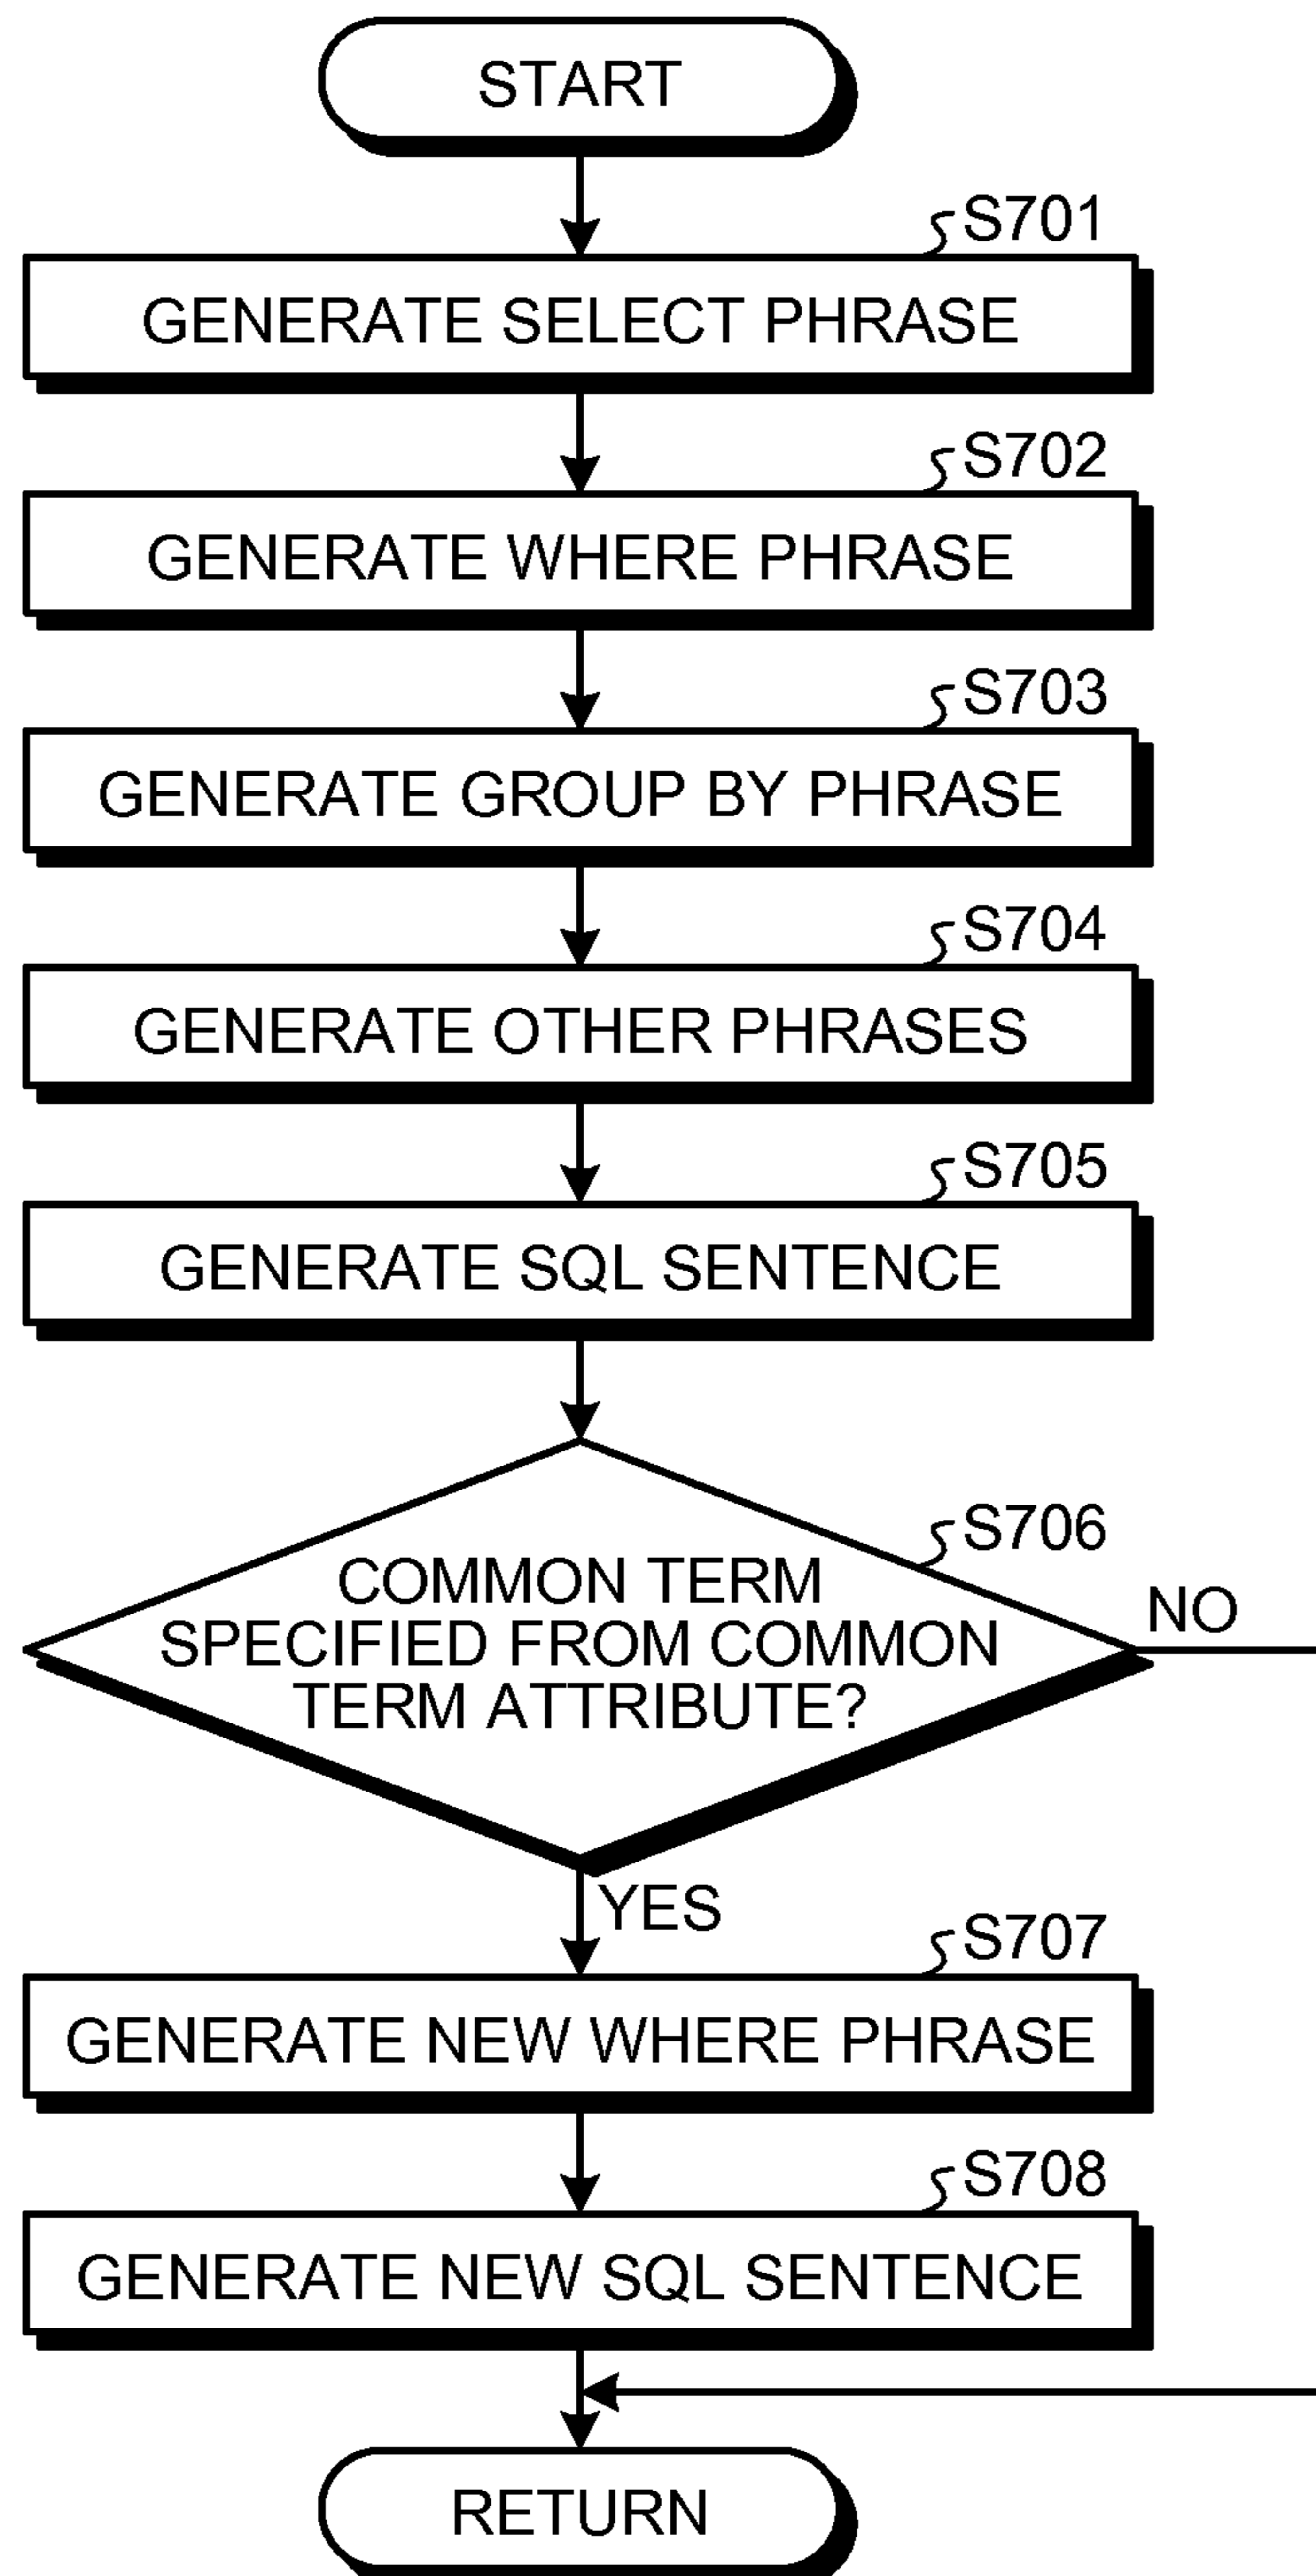 START
S701
GENERATE SELECT PHRASE
S702
GENERATE WHERE PHRASE
S703
GENERATE GROUP BY PHRASE
S704
GENERATE OTHER PHRASES
S705
GENERATE SQL SENTENCE
S706
COMMON TERM
SPECIFIED FROM COMMON
TERM ATTRIBUTE?
NO
YES
S707
GENERATE NEW WHERE PHRASE
S708
GENERATE NEW SQL SENTENCE
RETURN